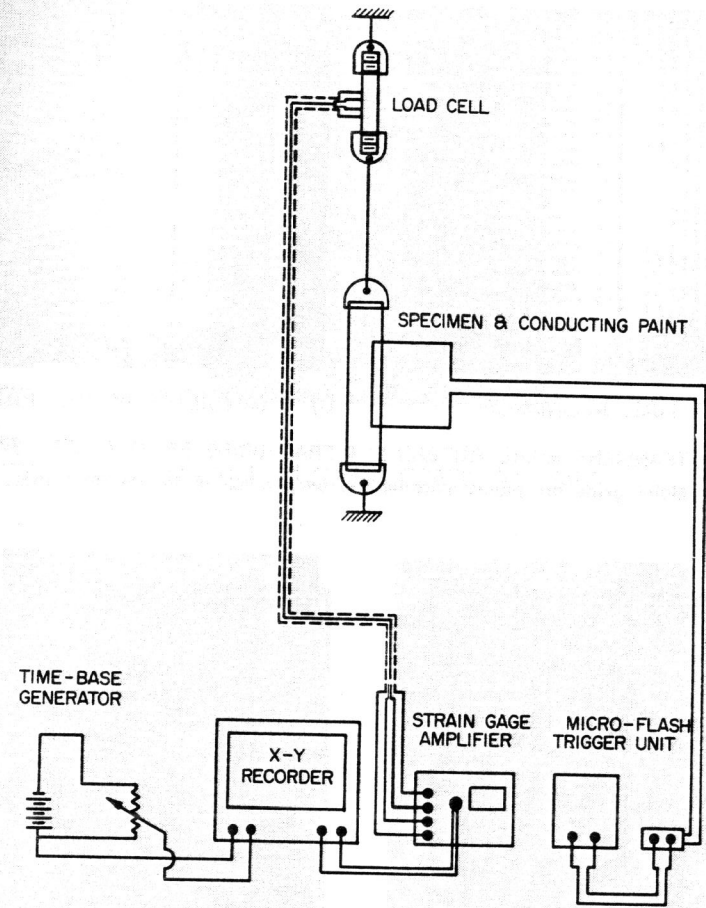 LOAD CELL
SPECIMEN & CONDUCTING PAINT
TIME-BASE
GENERATOR
X-Y
RECORDER
STRAIN GAGE
AMPLIFIER
MICRO-FLASH
TRIGGER UNIT